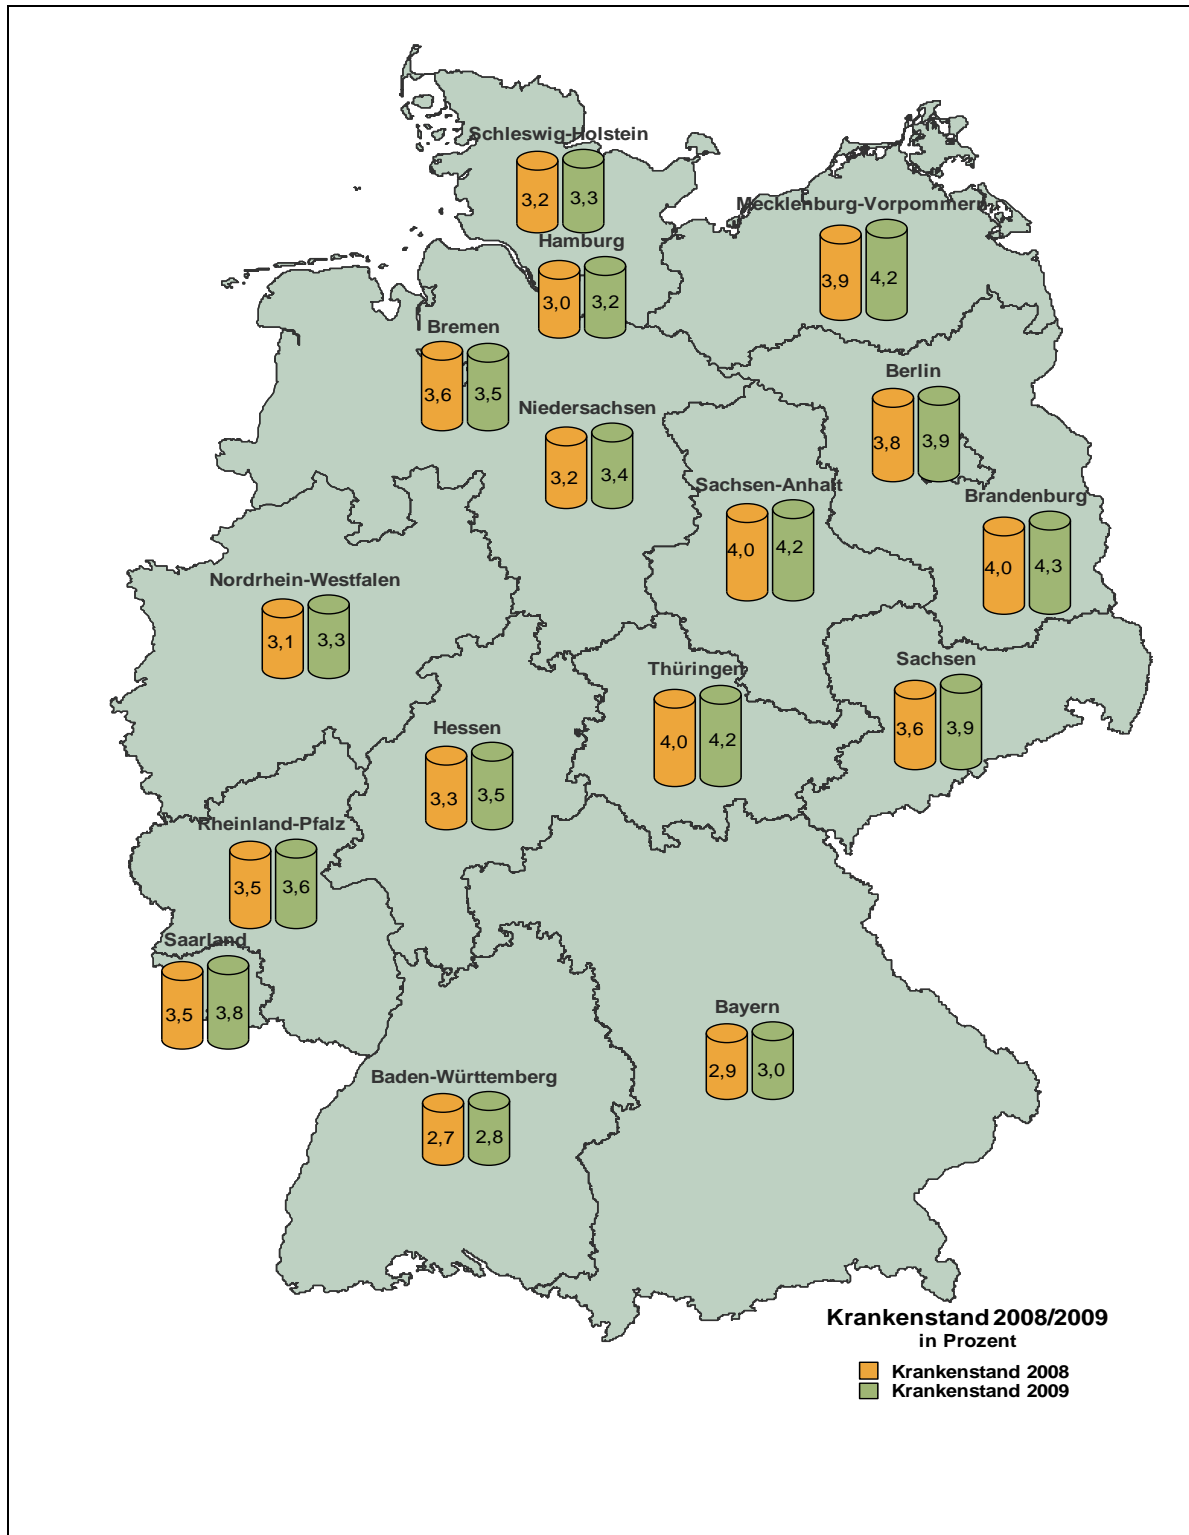 Schleswig-Holstein
3,2 3,3
Mecklenburg-Vorpommern
3,9 4,2
Hamburg
3,0 3,2
Bremen
3,6 3,5
Berlin
3,8 3,9
Niedersachsen
3,2 3,4
Sachsen-Anhalt
4,0 4,2
Brandenburg
4,0 4,3
Nordrhein-Westfalen
3,1 3,3
Thüringen
4,0 4,2
Sachsen
3,6 3,9
Hessen
3,3 3,5
Rheinland-Pfalz
3,5 3,6
Saarland
3,5 3,8
Bayern
2,9 3,0
Baden-Württemberg
2,7 2,8
Krankenstand 2008/2009
in Prozent
Krankenstand 2008
Krankenstand 2009